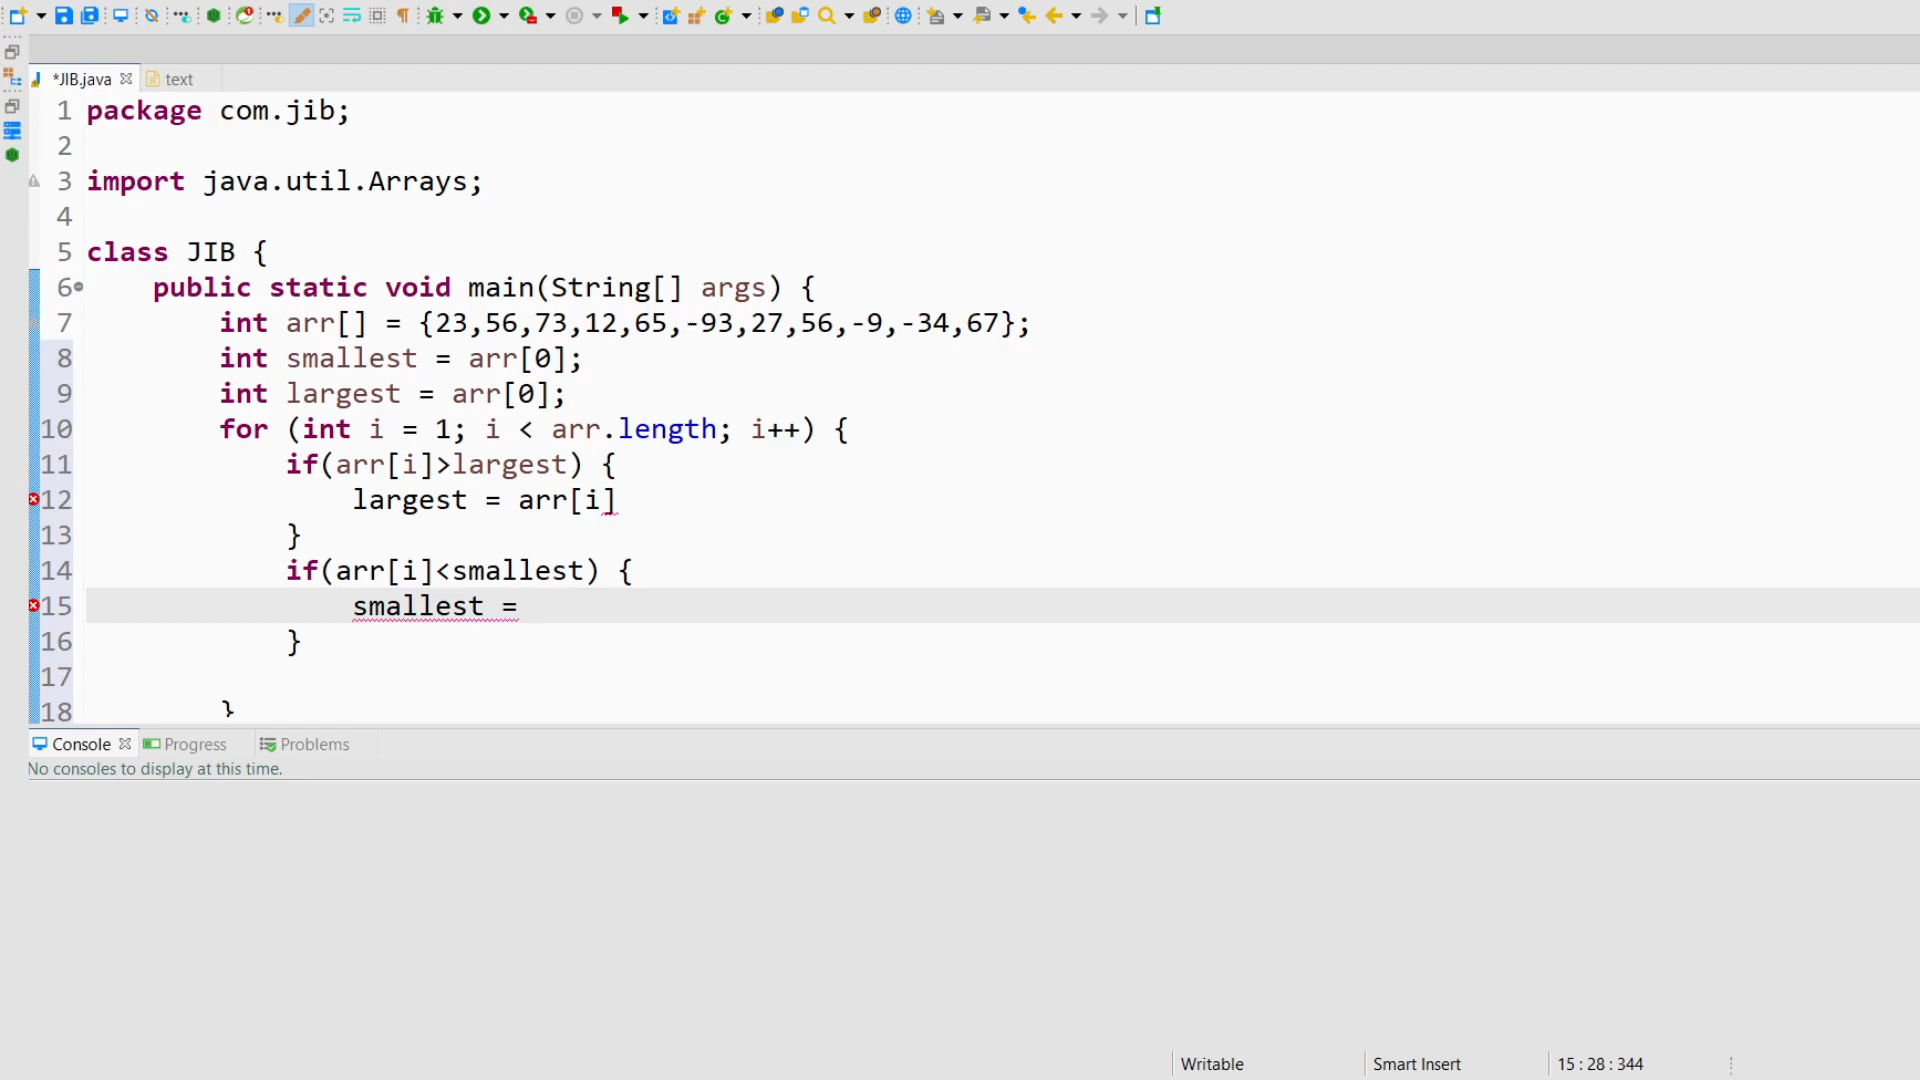 *JIB.java
text
1 package com.jib;
2
3 import java.util.Arrays;
4
5 class JIB {
6 public static void main(String[] args) {
7 int arr[] = {23,56,73,12,65,-93,27,56,-9,-34,67};
8 int smallest = arr[0];
9 int largest = arr[0];
10 for (int i = 1; i < arr.length; i++) {
11 if(arr[i]>largest) {
12 largest = arr[i]
13 }
14 if(arr[i]<smallest) {
15 smallest =
16 }
17
18 }
Console Progress Problems
No consoles to display at this time.
Writable Smart Insert 15 : 28 : 344